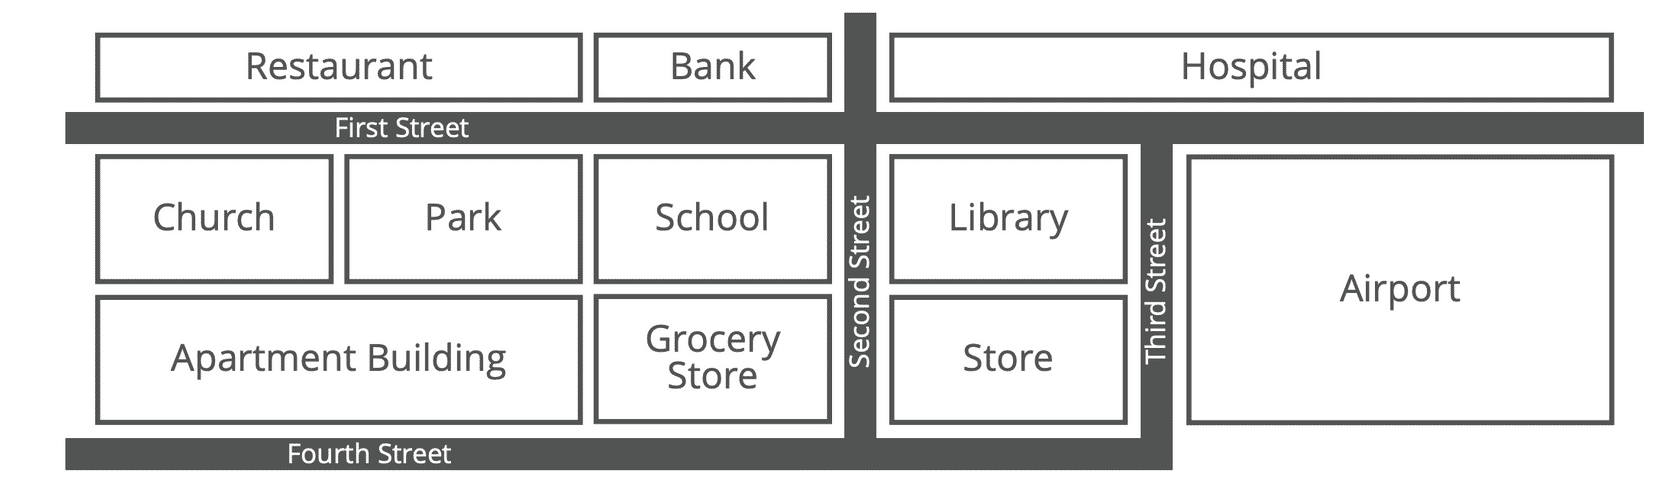 Restaurant
Bank
Hospital
First Street
Church
Park
School
Second Street
Library
Third Street
Airport
Apartment Building
Grocery
Store
Store
Fourth Street